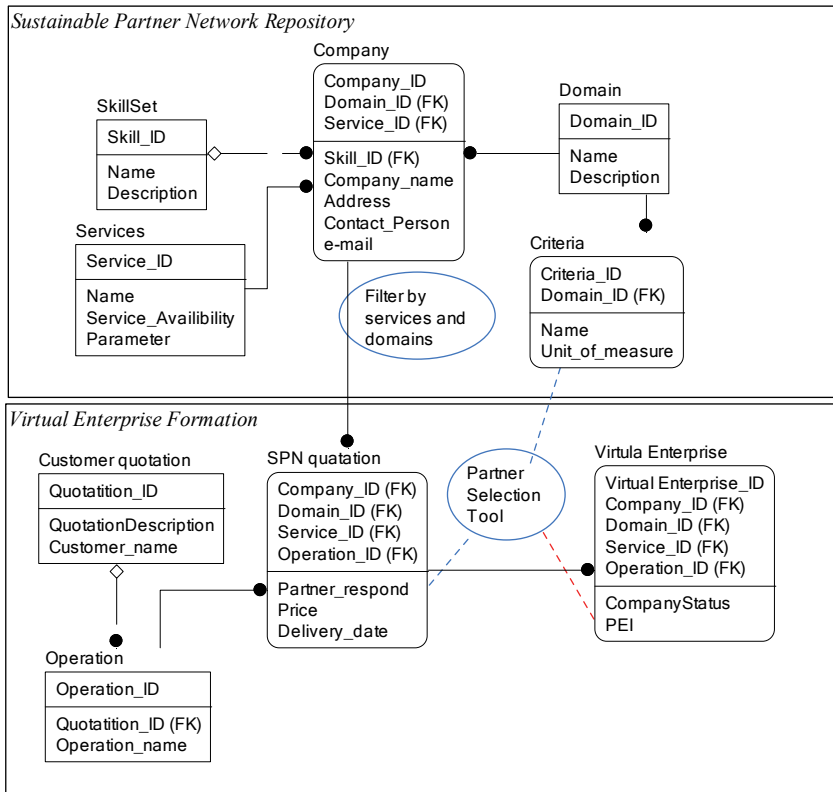 Sustainable Partner Network Repository
Company
Company_ID
Domain_ID (FK)
Service_ID (FK)
Skill_ID (FK)
Company_name
Address
Contact_Person
e-mail
SkillSet
Skill_ID
Name
Description
Domain
Domain_ID
Name
Description
Services
Service_ID
Name
Service_Availibility
Parameter
Criteria
Criteria_ID
Domain_ID (FK)
Name
Unit_of_measure
Filter by
services and
domains
Virtual Enterprise Formation
Customer quotation
Quotatition_ID
QuotationDescription
Customer_name
SPN quatation
Company_ID (FK)
Domain_ID (FK)
Service_ID (FK)
Operation_ID (FK)
Partner_respond
Price
Delivery_date
Partner
Selection
Tool
Virtula Enterprise
Virtual Enterprise_ID
Company_ID (FK)
Domain_ID (FK)
Service_ID (FK)
Operation_ID (FK)
CompanyStatus
PEI
Operation
Operation_ID
Quotatition_ID (FK)
Operation_name